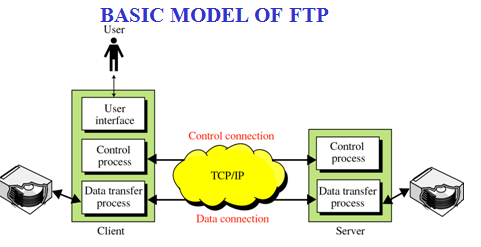 BASIC MODEL OF FTP
User
User
interface
Control
process
Data transfer
process
Client
Control connection
TCP/IP
Data connection
Control
process
Data transfer
process
Server